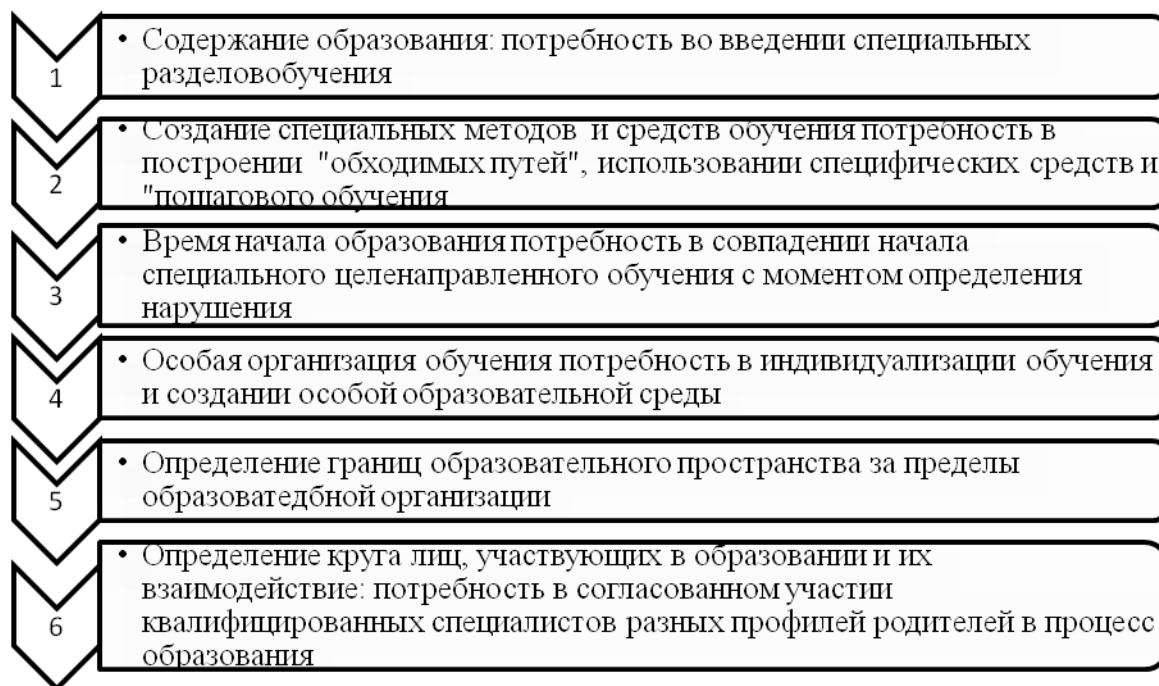 1
• Содержание образования: потребность во введении специальных
разделовобучения
2
• Создание специальных методов и средств обучения потребность в
построении "обходимых путей", использовании специфических средств и
"пошагового обучения
3
• Время начала образования потребность в совпадении начала
специального целенаправленного обучения с моментом определения
нарушения
4
• Особая организация обучения потребность в индивидуализации обучения
и создании особой образовательной среды
5
• Определение границ образовательного пространства за пределы
образоватедбной организации
6
• Определение круга лиц, участвующих в образовании и их
взаимодействие: потребность в согласованном участии
квалифицированных специалистов разных профилей родителей в процесс
образования